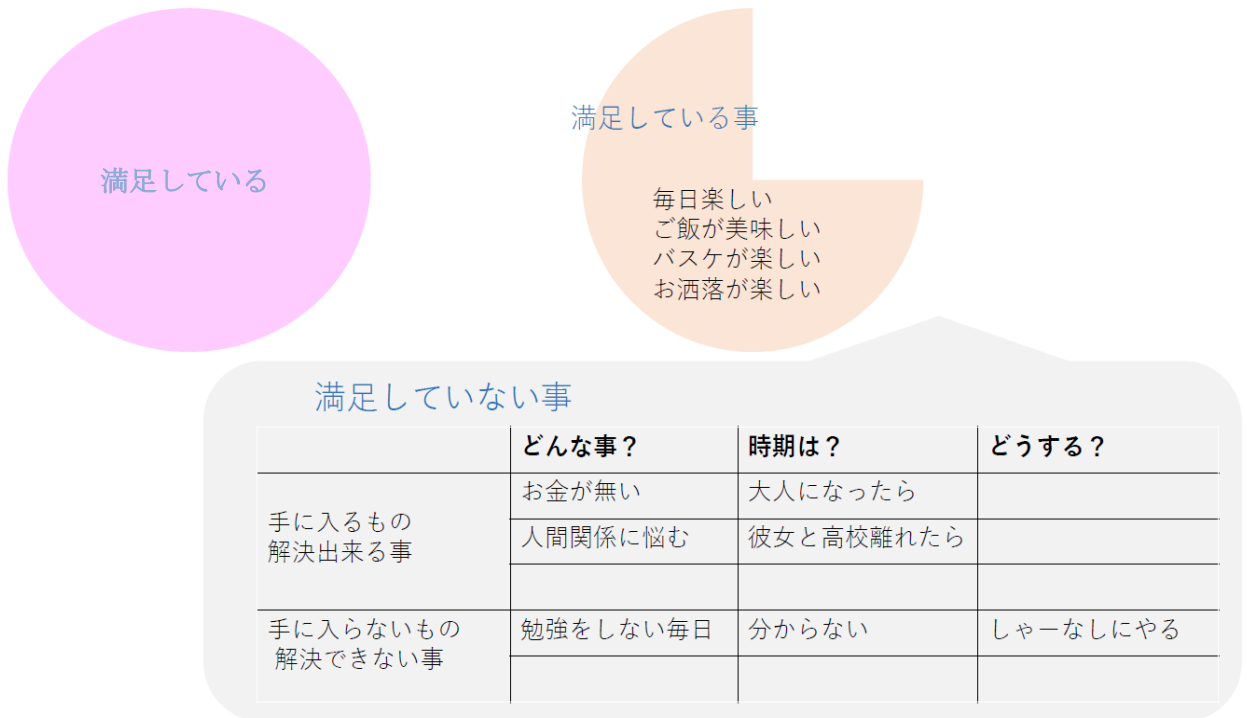 満足している
満足している事
毎日楽しい
ご飯が美味しい
バスケが楽しい
お洒落が楽しい
満足していない事
どんな事？ 時期は？ どうする？
手に入るもの
解決出来る事
お金が無い 大人になったら
人間関係に悩む 彼女と高校離れたら
手に入らないもの
解決できない事
勉強をしない毎日 分からない しゃーなしにやる